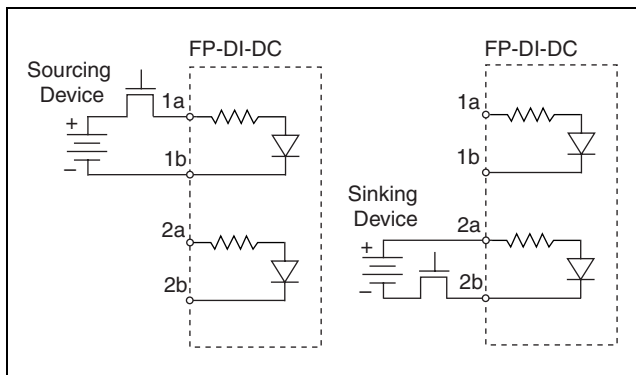 FP-DI-DC
Sourcing
Device
1a
+
–
1b
2a
2b
FP-DI-DC
1a
1b
Sinking
Device
2a
+
–
2b